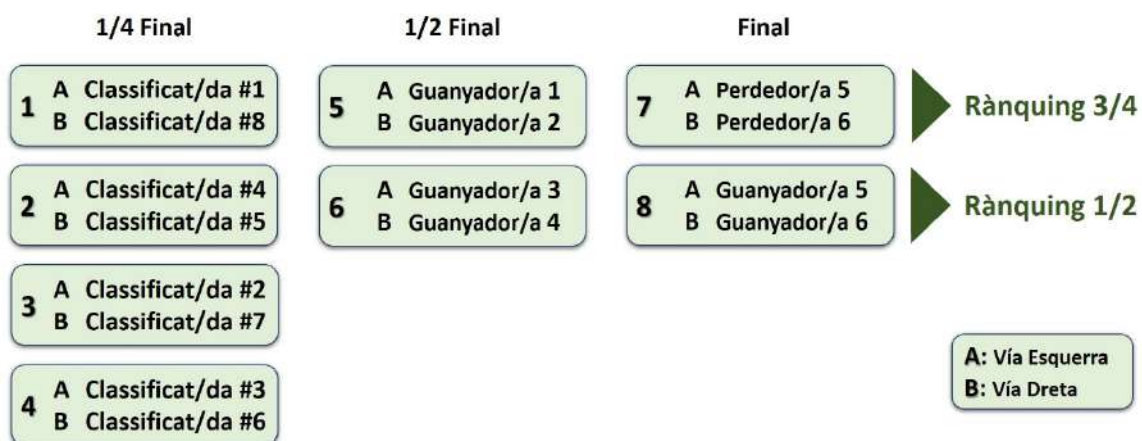 1/4 Final
1/2 Final
Final
1
A Classificat/da #1
B Classificat/da #8
5
A Guanyador/a 1
B Guanyador/a 2
7
A Perdedor/a 5
B Perdedor/a 6
Rànquing 3/4
2
A Classificat/da #4
B Classificat/da #5
6
A Guanyador/a 3
B Guanyador/a 4
8
A Guanyador/a 5
B Guanyador/a 6
Rànquing 1/2
3
A Classificat/da #2
B Classificat/da #7
4
A Classificat/da #3
B Classificat/da #6
A: Vía Esquerra
B: Vía Dreta